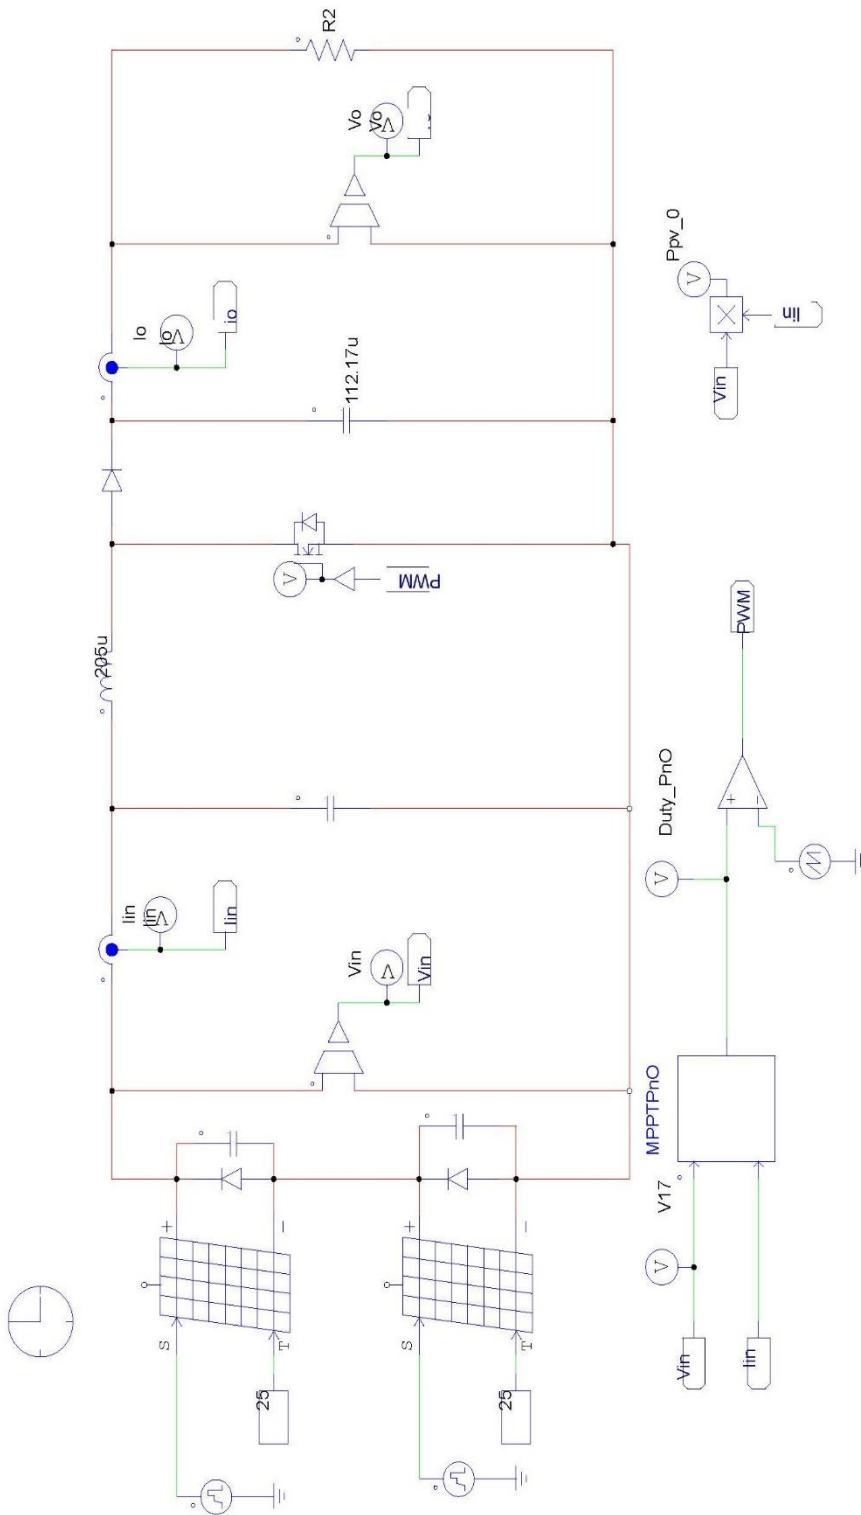 S
T
25
+
−
S
T
25
+
−
Vin
V
Vin
Iin
Iin
V
Iin
205u
V
PWM
112.17u
Io
Io
V
io
Vo
Vo
V
R2
Vin
Iin
V17
V
MPPTPnO
Duty_PnO
V
+
−
PWM
Vin
Iin
Ppv_0
V